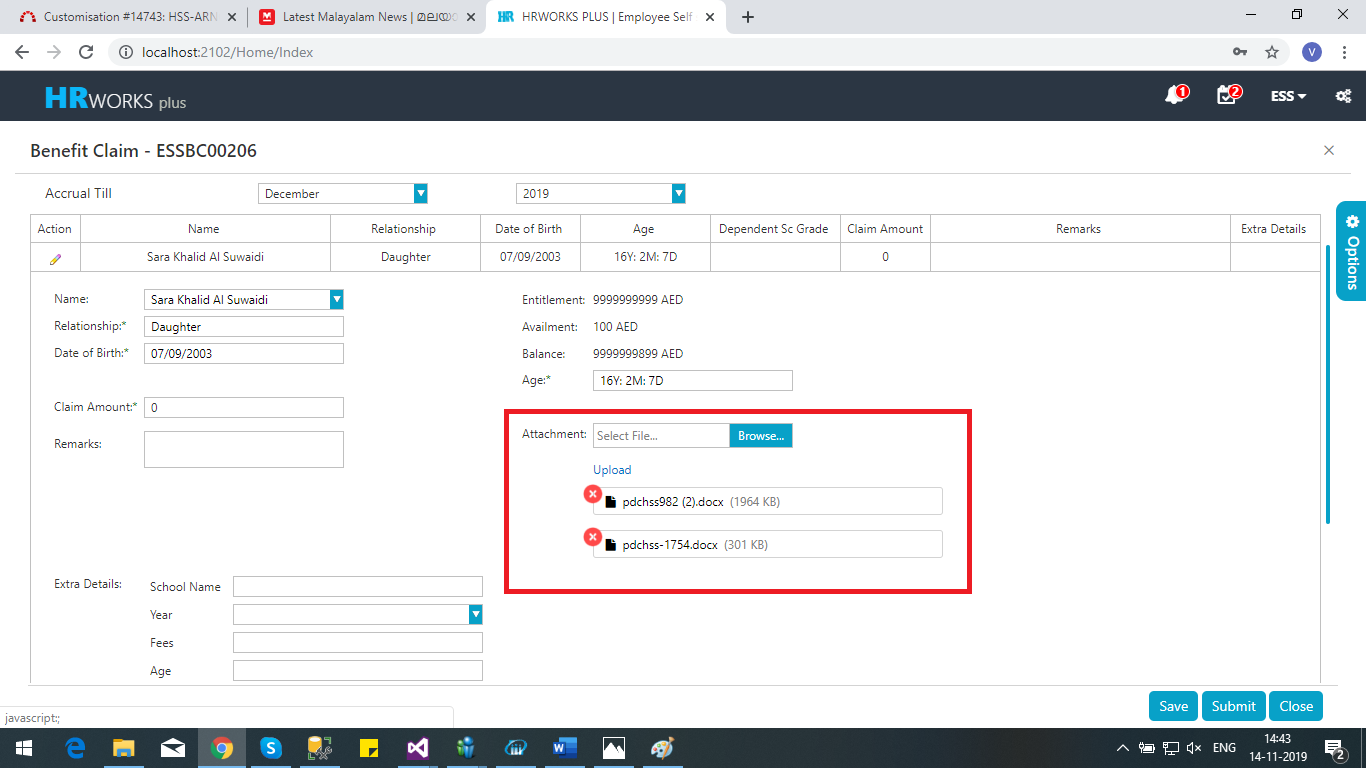 Customisation #14743: HSS-ARN
Latest Malayalam News | മലയാ
HRWORKS PLUS | Employee Self
localhost:2102/Home/Index
V
HRWORKS plus
1
2
ESS
Benefit Claim - ESSBC00206
Accrual Till December 2019
Action Name Relationship Date of Birth Age Dependent Sc Grade Claim Amount Remarks Extra Details
Sara Khalid Al Suwaidi Daughter 07/09/2003 16Y: 2M: 7D 0
Options
Name: Sara Khalid Al Suwaidi
Relationship:* Daughter
Date of Birth:* 07/09/2003
Claim Amount:* 0
Remarks:
Entitlement: 9999999999 AED
Availment: 100 AED
Balance: 9999999899 AED
Age:* 16Y: 2M: 7D
Attachment: Select File... Browse...
Upload
pdchss982 (2).docx (1964 KB)
pdchss-1754.docx (301 KB)
Extra Details: School Name
Year
Fees
Age
Save Submit Close
javascript:;
ENG
14:43
14-11-2019
2